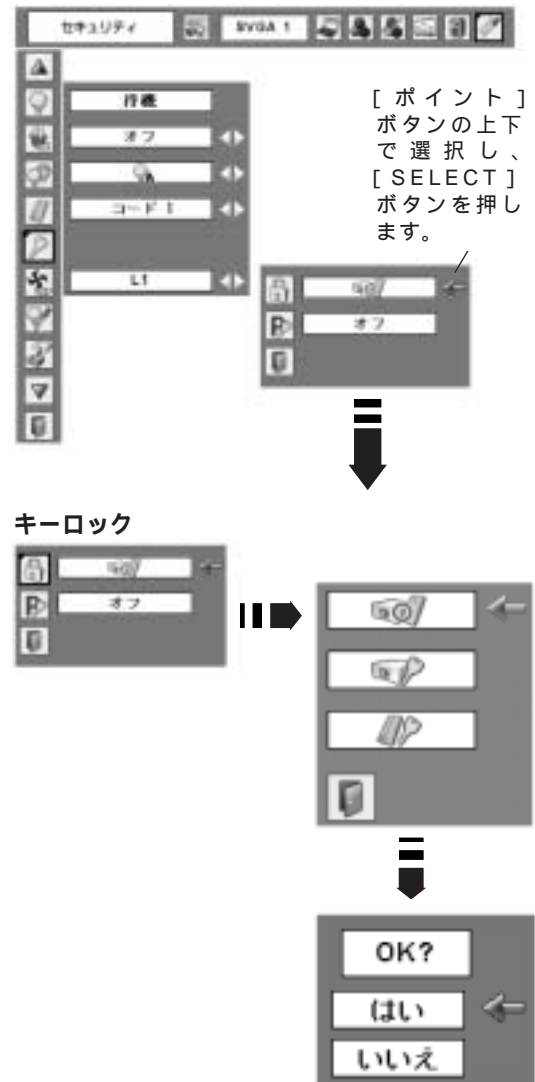 セキュリティ SVGA 1
待機
オフ
コード 1
L1
[ポイント]
ボタンの上下
で選択し、
[SELECT]
ボタンを押し
ます。
オフ
キーロック
オフ
OK?
はい
いいえ